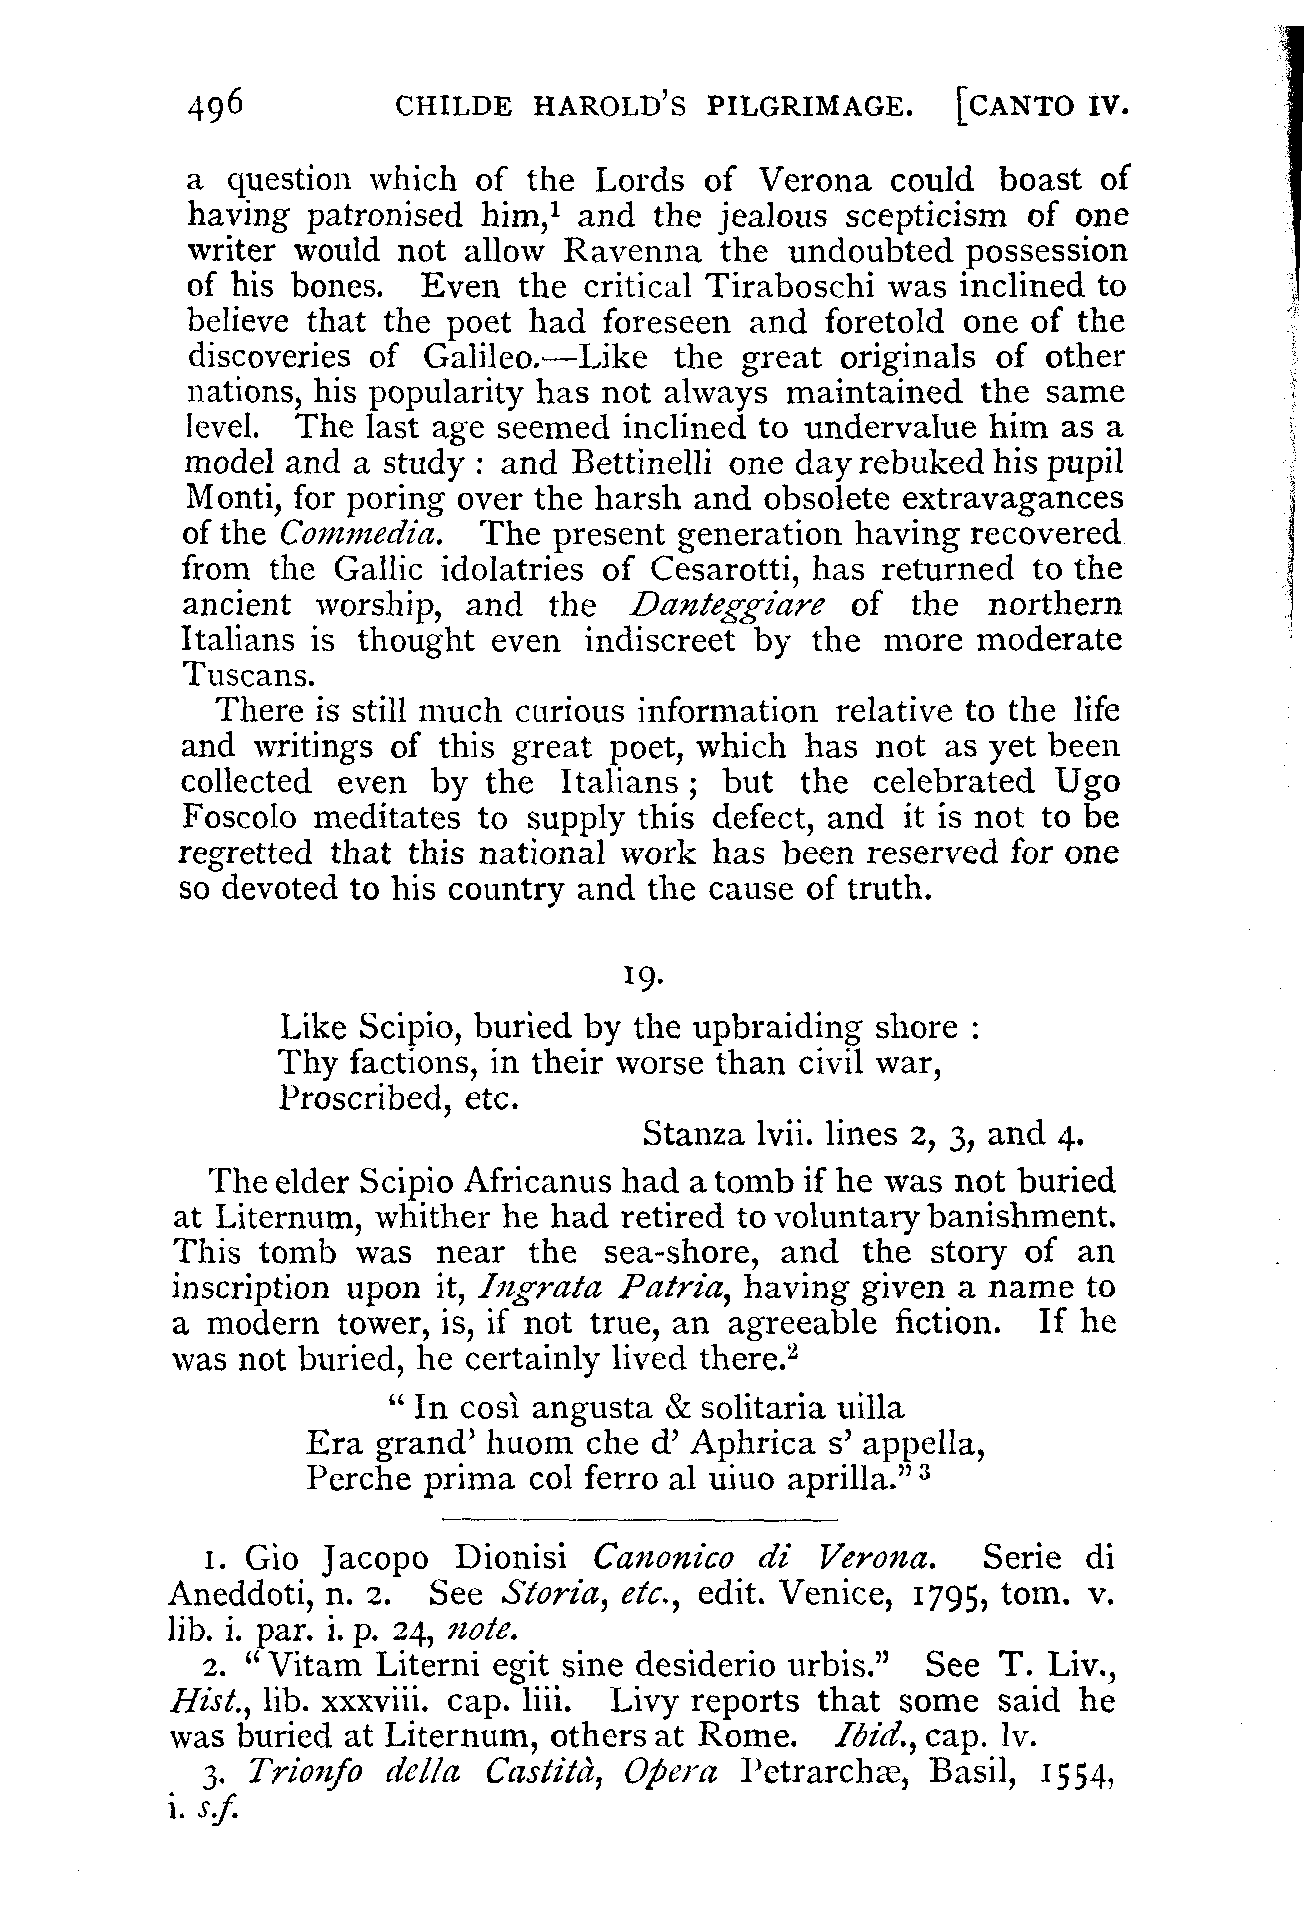 496 CHILDE HAROLD'S PILGRIMAGE. [CANTO IV.
a question which of the Lords of Verona could boast of
having patronised him,¹ and the jealous scepticism of one
writer would not allow Ravenna the undoubted possession
of his bones. Even the critical Tiraboschi was inclined to
believe that the poet had foreseen and foretold one of the
discoveries of Galileo.—Like the great originals of other
nations, his popularity has not always maintained the same
level. The last age seemed inclined to undervalue him as a
model and a study : and Bettinelli one day rebuked his pupil
Monti, for poring over the harsh and obsolete extravagances
of the Commedia. The present generation having recovered
from the Gallic idolatries of Cesarotti, has returned to the
ancient worship, and the Danteggiare of the northern
Italians is thought even indiscreet by the more moderate
Tuscans.
There is still much curious information relative to the life
and writings of this great poet, which has not as yet been
collected even by the Italians ; but the celebrated Ugo
Foscolo meditates to supply this defect, and it is not to be
regretted that this national work has been reserved for one
so devoted to his country and the cause of truth.
19.
Like Scipio, buried by the upbraiding shore :
Thy factions, in their worse than civil war,
Proscribed, etc.
Stanza lvii. lines 2, 3, and 4.
The elder Scipio Africanus had a tomb if he was not buried
at Liternum, whither he had retired to voluntary banishment.
This tomb was near the sea-shore, and the story of an
inscription upon it, Ingrata Patria, having given a name to
a modern tower, is, if not true, an agreeable fiction. If he
was not buried, he certainly lived there.²
“ In così angusta & solitaria uilla
Era grand' huom che d' Aphrica s' appella,
Perche prima col ferro al uiuo aprilla.” ³
1. Gio Jacopo Dionisi Canonico di Verona. Serie di
Aneddoti, n. 2. See Storia, etc., edit. Venice, 1795, tom. v.
lib. i. par. i. p. 24, note.
2. “Vitam Literni egit sine desiderio urbis.” See T. Liv.,
Hist., lib. xxxviii. cap. liii. Livy reports that some said he
was buried at Liternum, others at Rome. Ibid., cap. lv.
3. Trionfo della Castità, Opera Petrarchæ, Basil, 1554,
i. s.f.